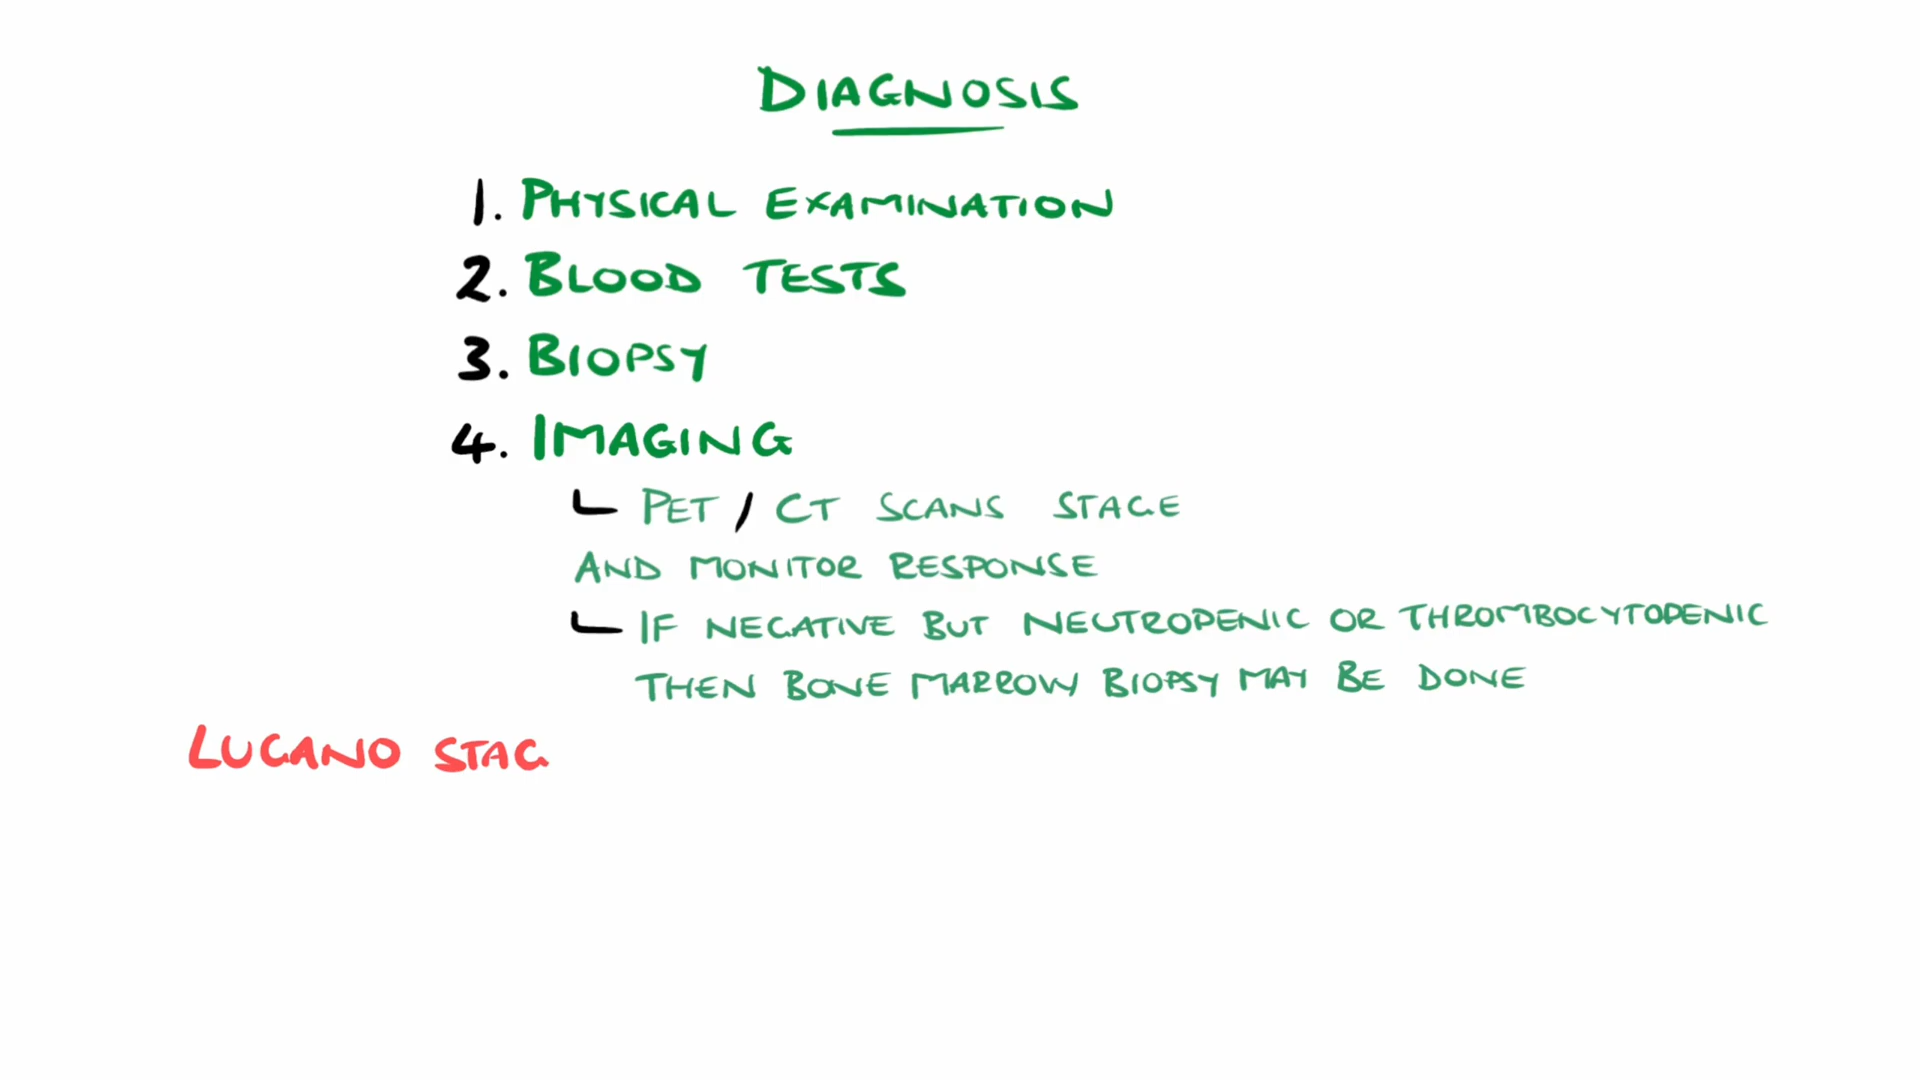 DIAGNOSIS
1. PHYSICAL EXAMINATION
2. BLOOD TESTS
3. BIOPSY
4. IMAGING
PET / CT SCANS STAGE
AND MONITOR RESPONSE
IF NEGATIVE BUT NEUTROPENIC OR THROMBOCYTOPENIC
THEN BONE MARROW BIOPSY MAY BE DONE
LUGANO STAG